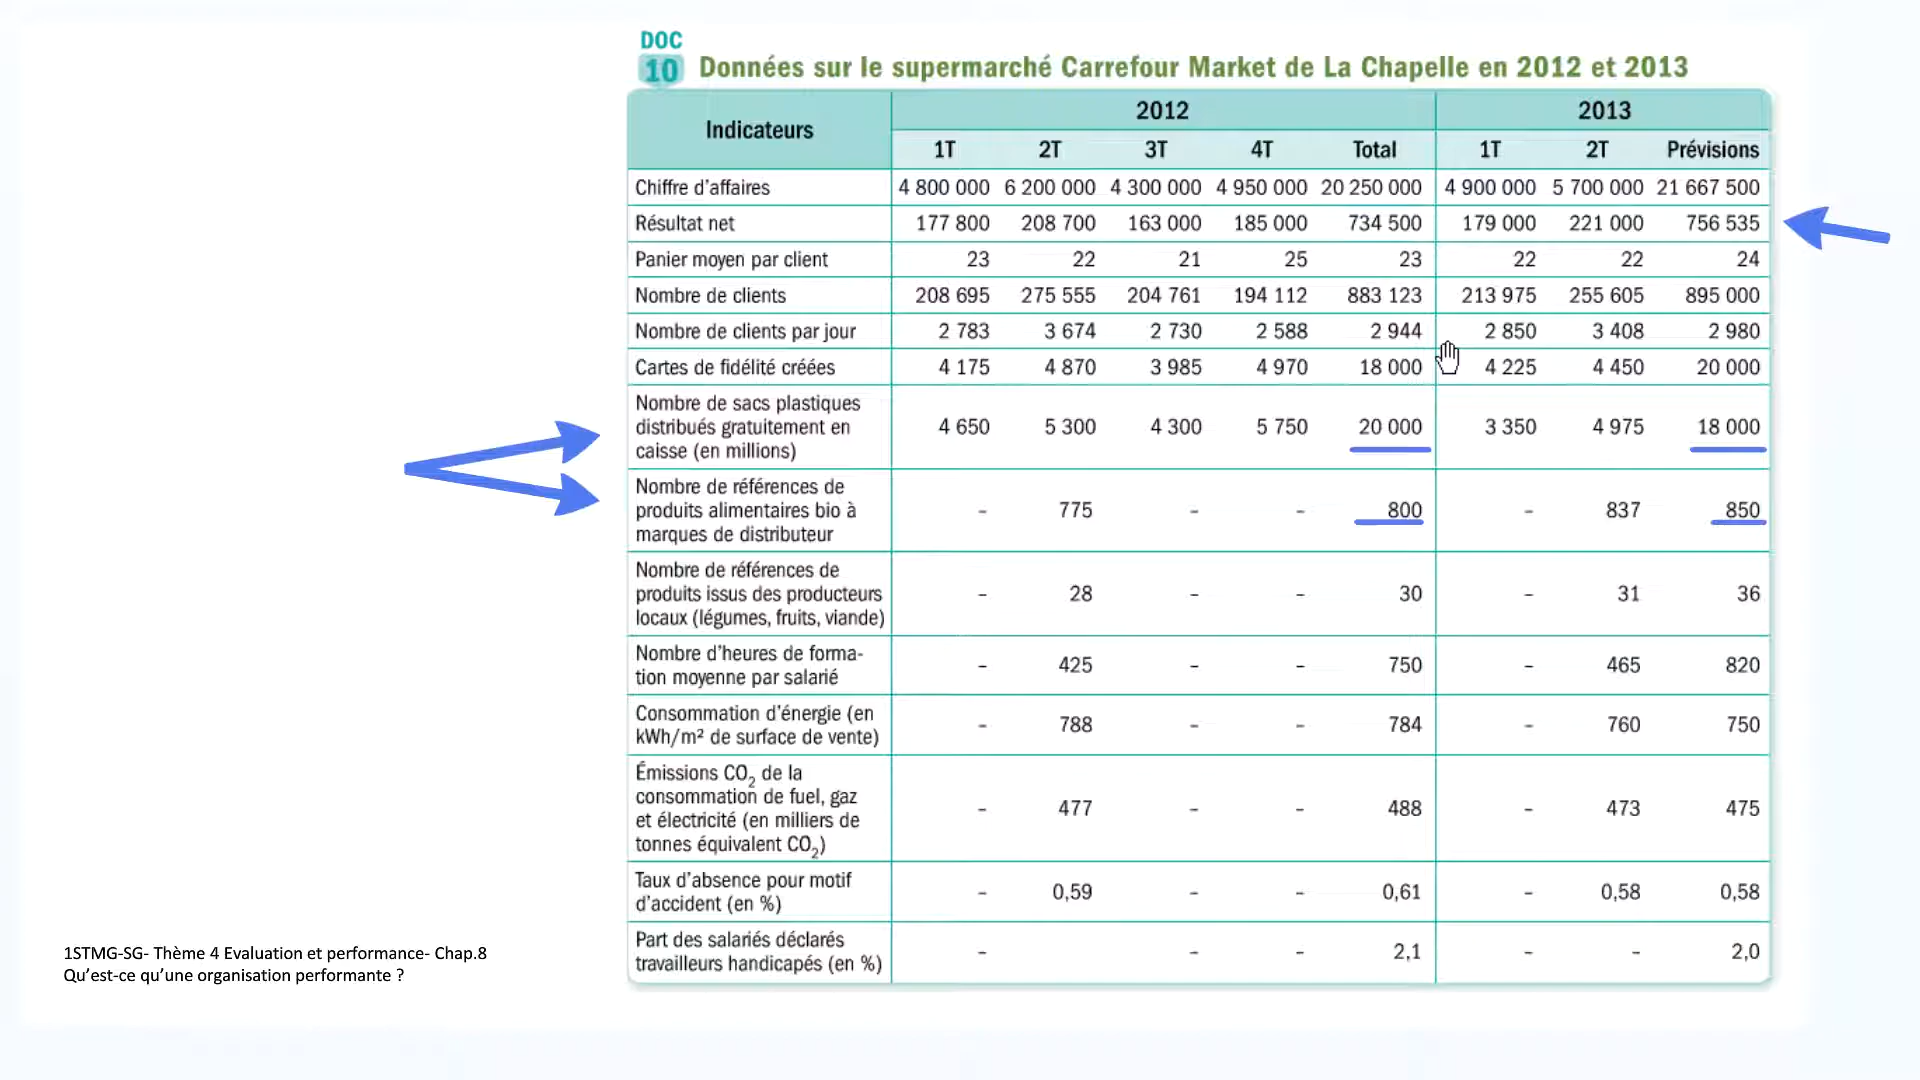 DOC
10 Données sur le supermarché Carrefour Market de La Chapelle en 2012 et 2013
Indicateurs 2012 2013
1T 2T 3T 4T Total 1T 2T Prévisions
Chiffre d'affaires 4 800 000 6 200 000 4 300 000 4 950 000 20 250 000 4 900 000 5 700 000 21 667 500
Résultat net 177 800 208 700 163 000 185 000 734 500 179 000 221 000 756 535
Panier moyen par client 23 22 21 25 23 22 22 24
Nombre de clients 208 695 275 555 204 761 194 112 883 123 213 975 255 605 895 000
Nombre de clients par jour 2 783 3 674 2 730 2 588 2 944 2 850 3 408 2 980
Cartes de fidélité créées 4 175 4 870 3 985 4 970 18 000 4 225 4 450 20 000
Nombre de sacs plastiques
distribués gratuitement en 4 650 5 300 4 300 5 750 20 000 3 350 4 975 18 000
caisse (en millions)
Nombre de références de
produits alimentaires bio à - 775 - - 800 - 837 850
marques de distributeur
Nombre de références de
produits issus des producteurs - 28 - - 30 - 31 36
locaux (légumes, fruits, viande)
Nombre d'heures de forma- - 425 - - 750 - 465 820
tion moyenne par salarié
Consommation d'énergie (en - 788 - - 784 - 760 750
kWh/m² de surface de vente)
Émissions CO₂ de la
consommation de fuel, gaz - 477 - - 488 - 473 475
et électricité (en milliers de
tonnes équivalent CO₂)
Taux d'absence pour motif - 0,59 - - 0,61 - 0,58 0,58
d'accident (en %)
Part des salariés déclarés - - - 2,1 - - 2,0
travailleurs handicapés (en %)
1STMG-SG- Thème 4 Evaluation et performance- Chap.8
Qu'est-ce qu'une organisation performante ?